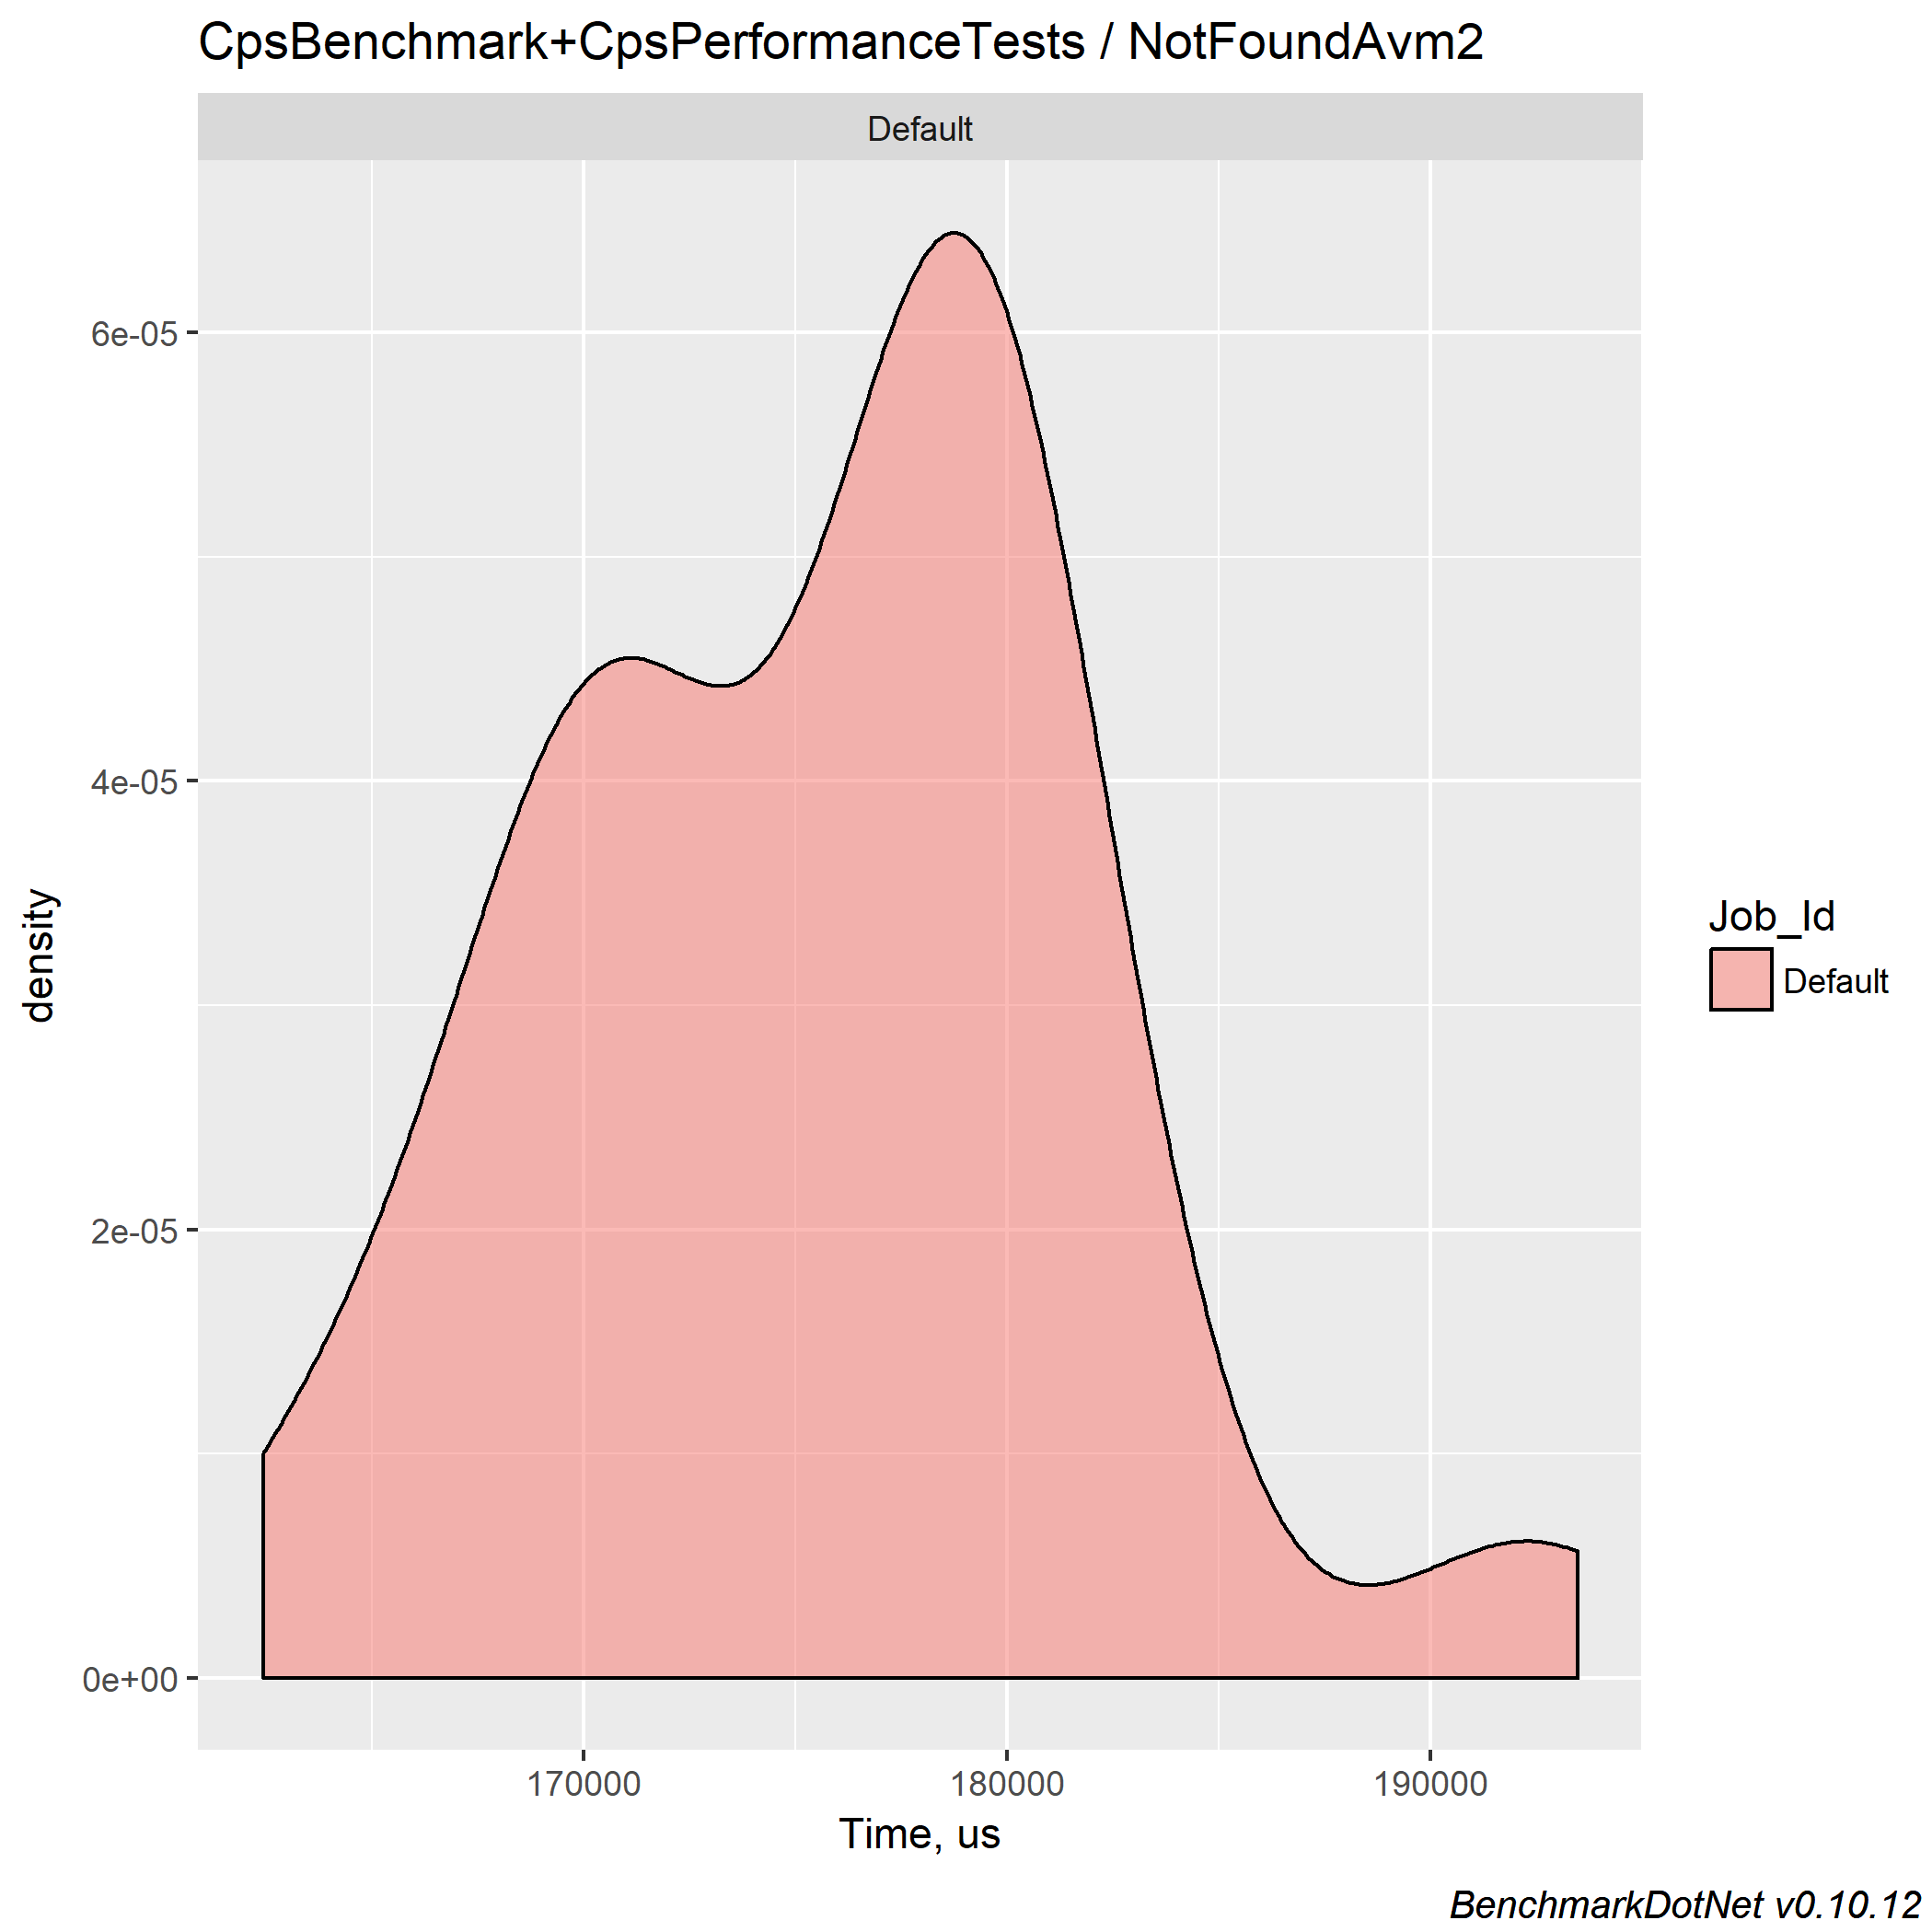 CpsBenchmark+CpsPerformanceTests / NotFoundAvm2
Default
6e-05
4e-05
2e-05
0e+00
density
170000 180000 190000
Time, us
Job_Id
Default
BenchmarkDotNet v0.10.12